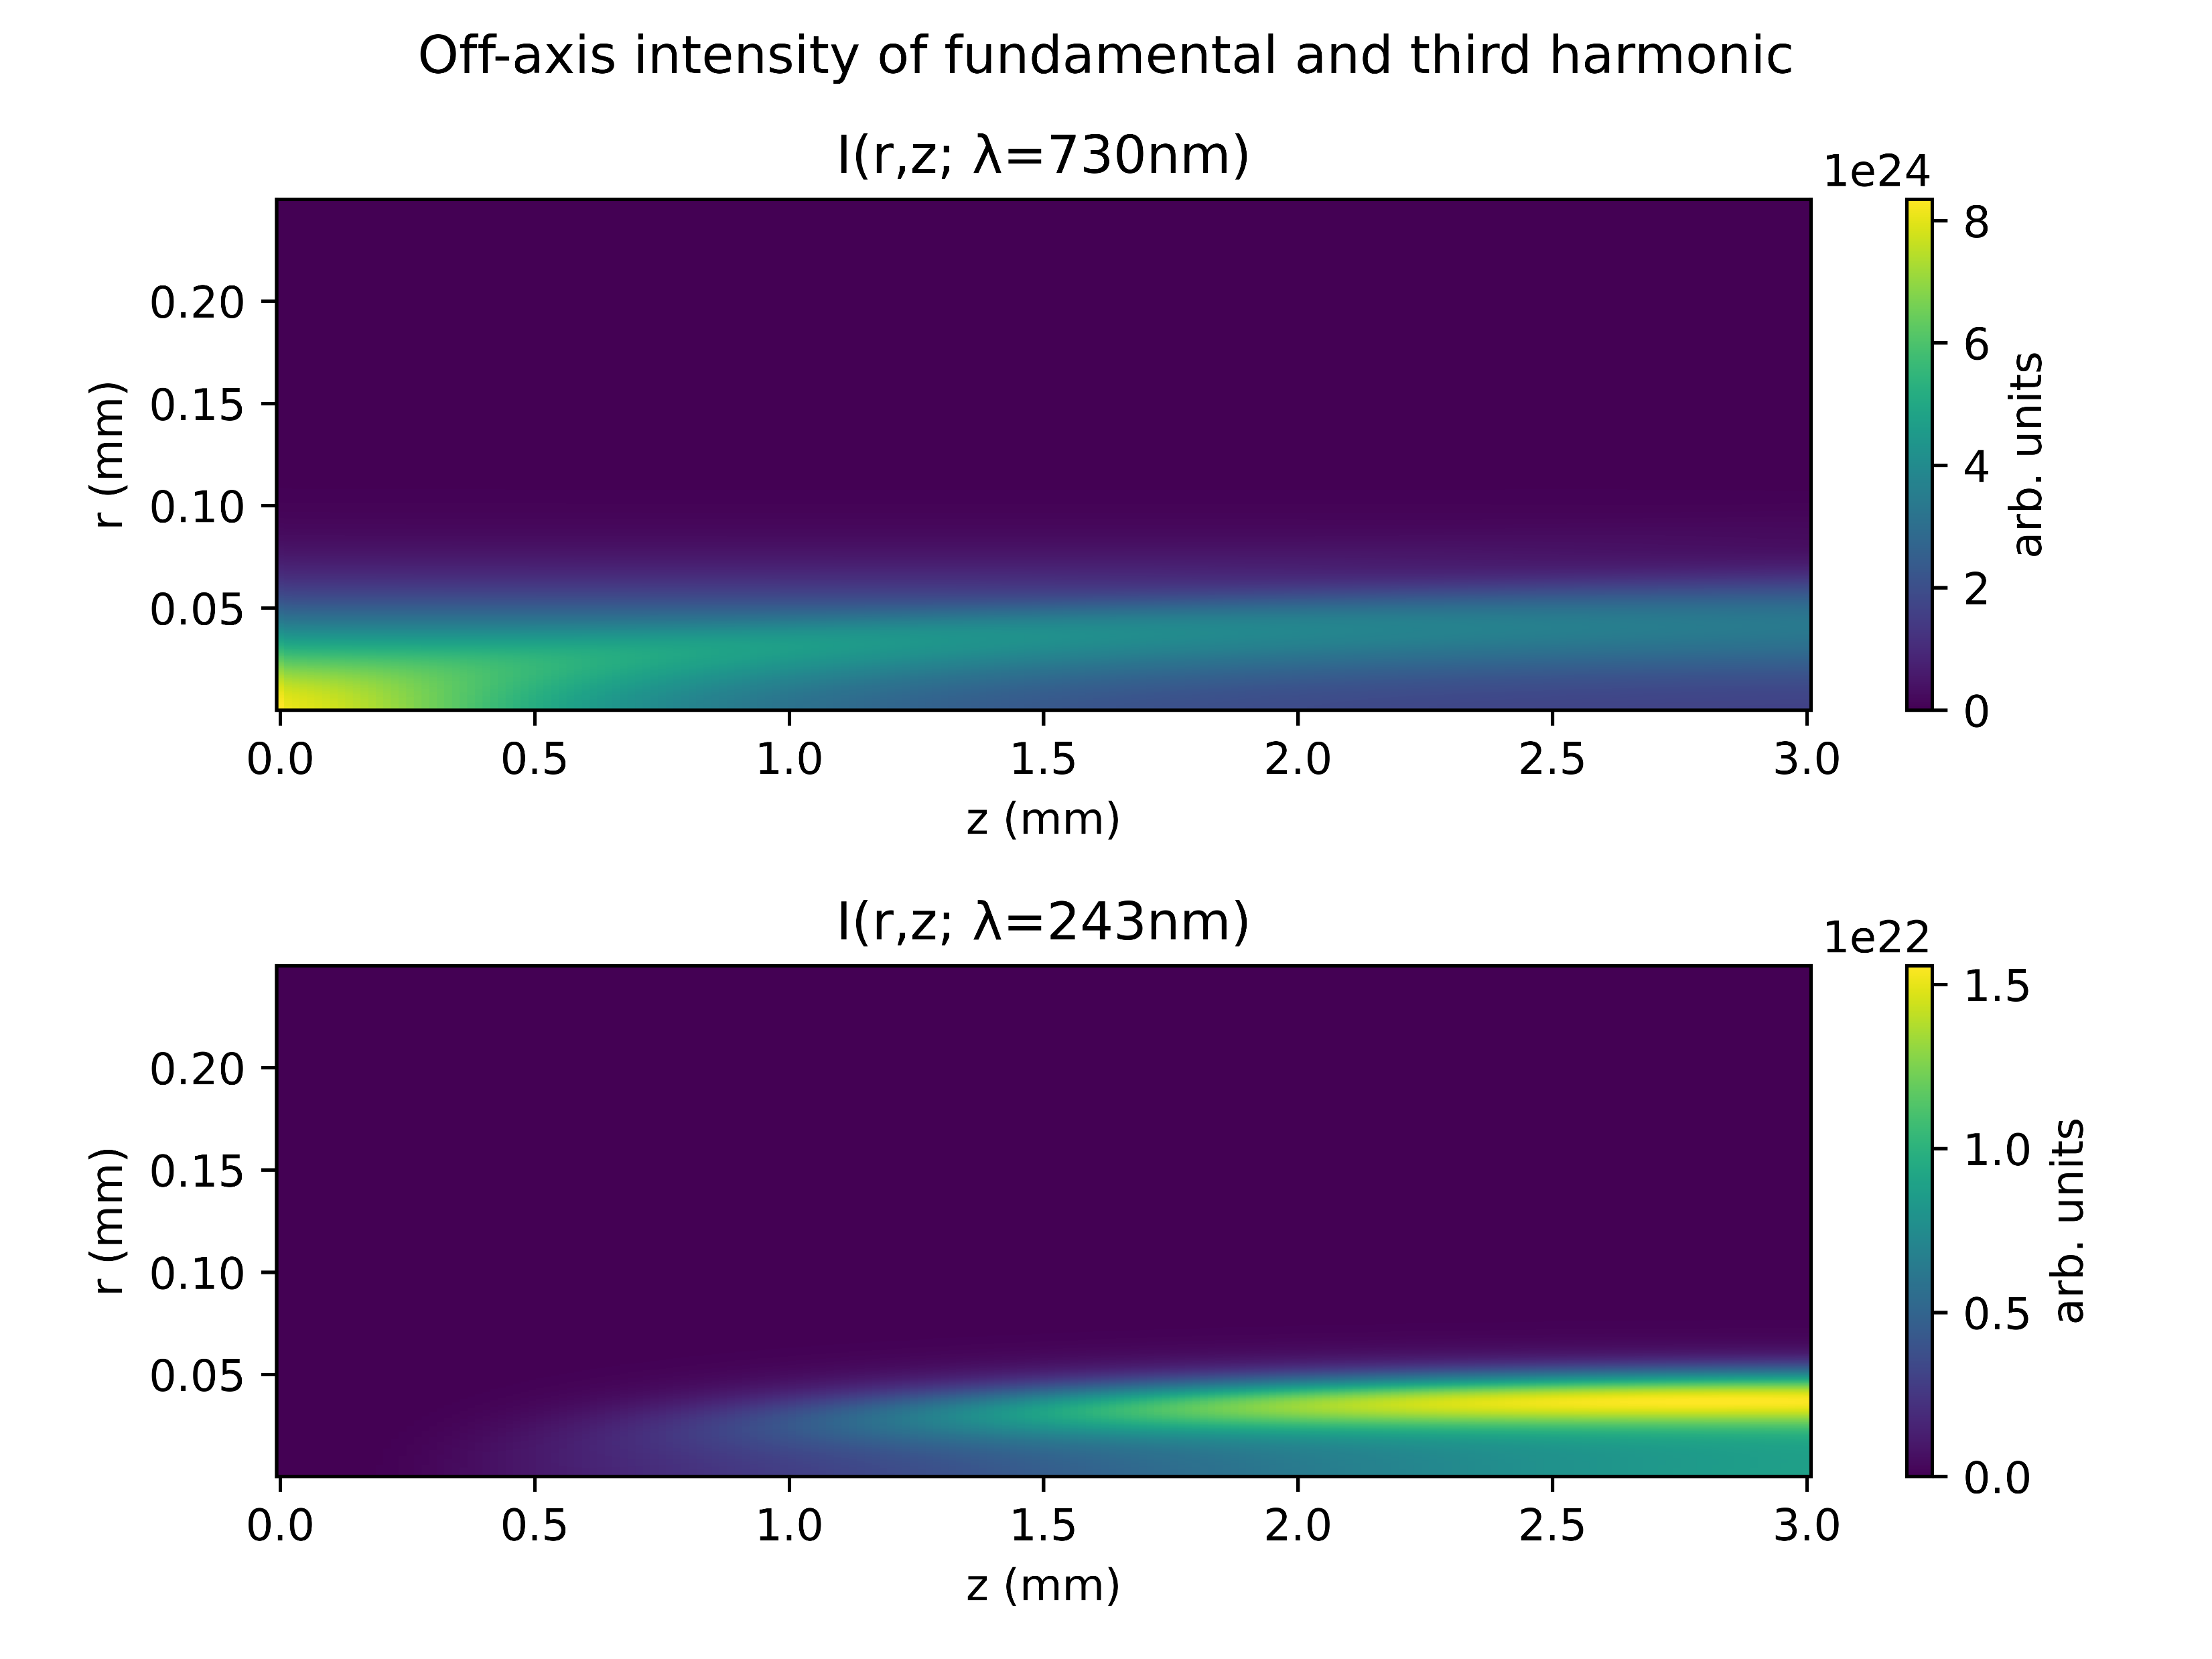 Off-axis intensity of fundamental and third harmonic
I(r,z; λ=730nm)
1e24
r (mm)
0.20
0.15
0.10
0.05
0.0 0.5 1.0 1.5 2.0 2.5 3.0
z (mm)
8
6
4
2
0
arb. units
I(r,z; λ=243nm)
1e22
r (mm)
0.20
0.15
0.10
0.05
0.0 0.5 1.0 1.5 2.0 2.5 3.0
z (mm)
1.5
1.0
0.5
0.0
arb. units